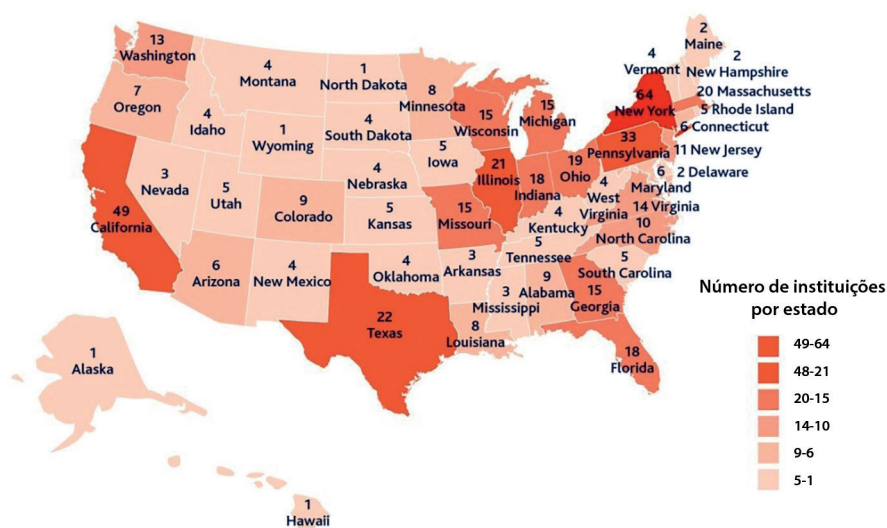 13
Washington
7
Oregon
49
California
4
Idaho
3
Nevada
5
Utah
6
Arizona
4
Montana
1
Wyoming
9
Colorado
4
New Mexico
1
North Dakota
4
South Dakota
4
Nebraska
5
Kansas
4
Oklahoma
22
Texas
8
Minnesota
5
Iowa
15
Missouri
3
Arkansas
8
Louisiana
15
Wisconsin
21
Illinois
15
Michigan
18
Indiana
19
Ohio
4
Kentucky
5
Tennessee
3
Mississippi
9
Alabama
15
Georgia
18
Florida
5
South Carolina
10
North Carolina
14 Virginia
4
West
Virginia
6
Maryland
2 Delaware
33
Pennsylvania
11 New Jersey
64
New York
6 Connecticut
5 Rhode Island
20 Massachusetts
4
Vermont
2
New Hampshire
2
Maine
1
Alaska
1
Hawaii
Número de instituições
por estado
49-64
48-21
20-15
14-10
9-6
5-1